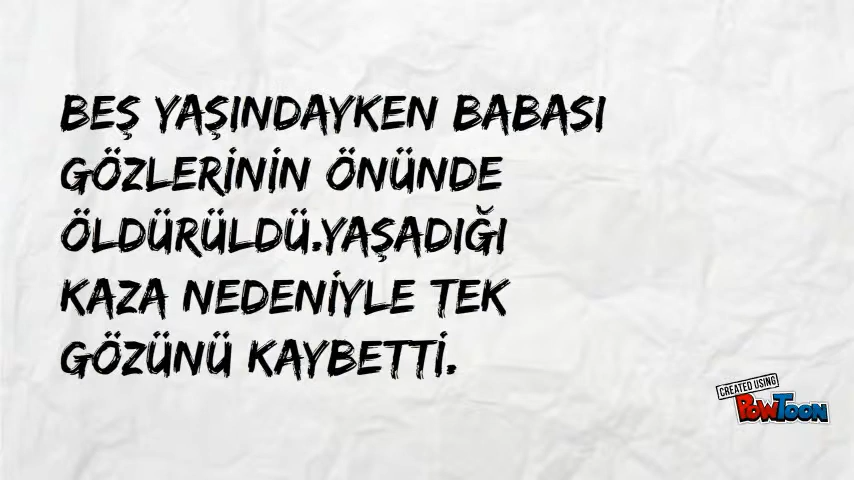 BEŞ YAŞINDAYKEN BABASI
GÖZLERİNİN ÖNÜNDE
ÖLDÜRÜLDÜ.YAŞADIĞI
KAZA NEDENİYLE TEK
GÖZÜNÜ KAYBETTİ.
CREATED USING
POWTOON